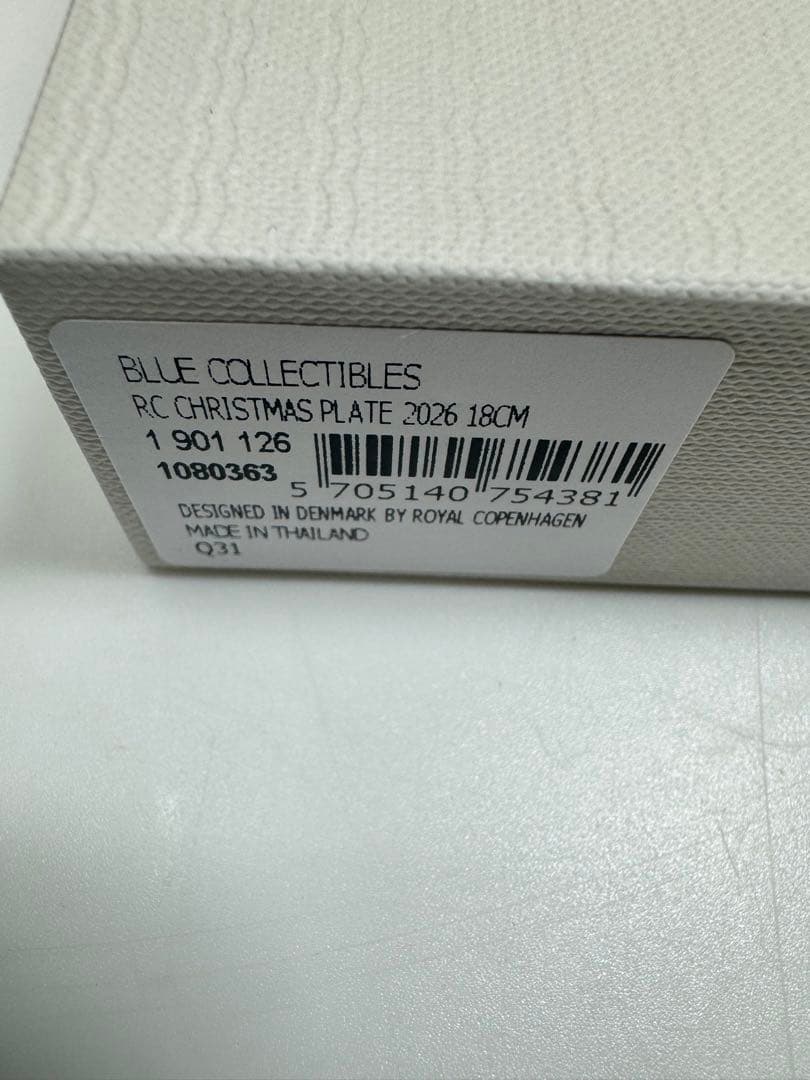 BLUE COLLECTIBLES
RC CHRISTMAS PLATE 2026 18CM
1 901 126
1080363
5 705140 754381
DESIGNED IN DENMARK BY ROYAL COPENHAGEN
MADE IN THAILAND
Q31